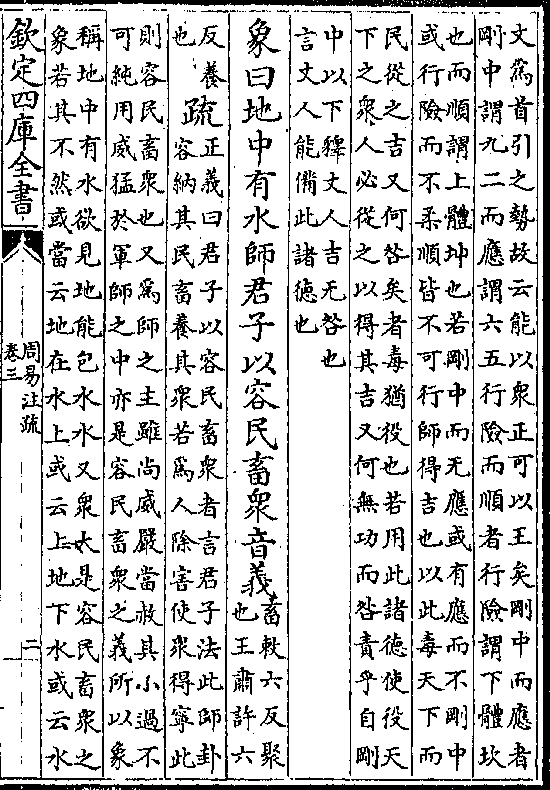 文為首引之勢故云能以衆正可以王矣剛中而應者
剛中謂九二而應謂六五行險而順者行險謂下體坎
也而順謂上體坤也若剛中而无應或有應而不剛中
或行險而不柔順皆不可行師得吉也以此毒天下而
民從之吉又何咎矣者毒猶役也若用此諸德使役天
下之衆人必從之以得其吉又何無功而咎責乎自剛
中以下釋丈人吉无咎也
言丈人能備此諸德也
象曰地中有水師君子以容民畜衆音義
畜敕六反聚
也王肅許六
反養
也
疏
正義曰君子以容民畜衆者言君子法此師卦
容納其民畜養其衆若為人除害使衆得寧此
則容民畜衆也又為師之主雖尚威嚴當赦其小過不
可純用威猛於軍師之中亦是容民畜衆之義所以象
稱地中有水欲見地能包水水又衆大是容民畜衆之
象若其不然或當云地在水上或云上地下水或云水
欽定四庫全書
周易注疏
卷三
二